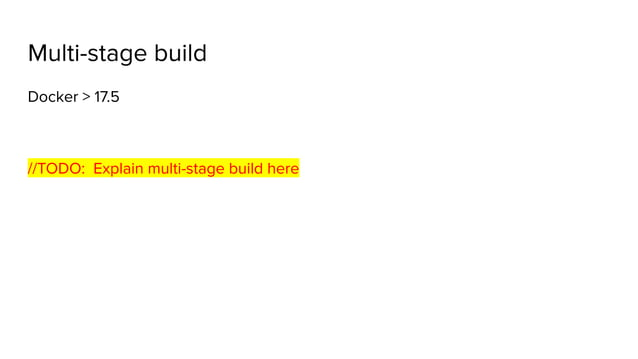 Multi-stage build
Docker > 17.5
//TODO:  Explain multi-stage build here